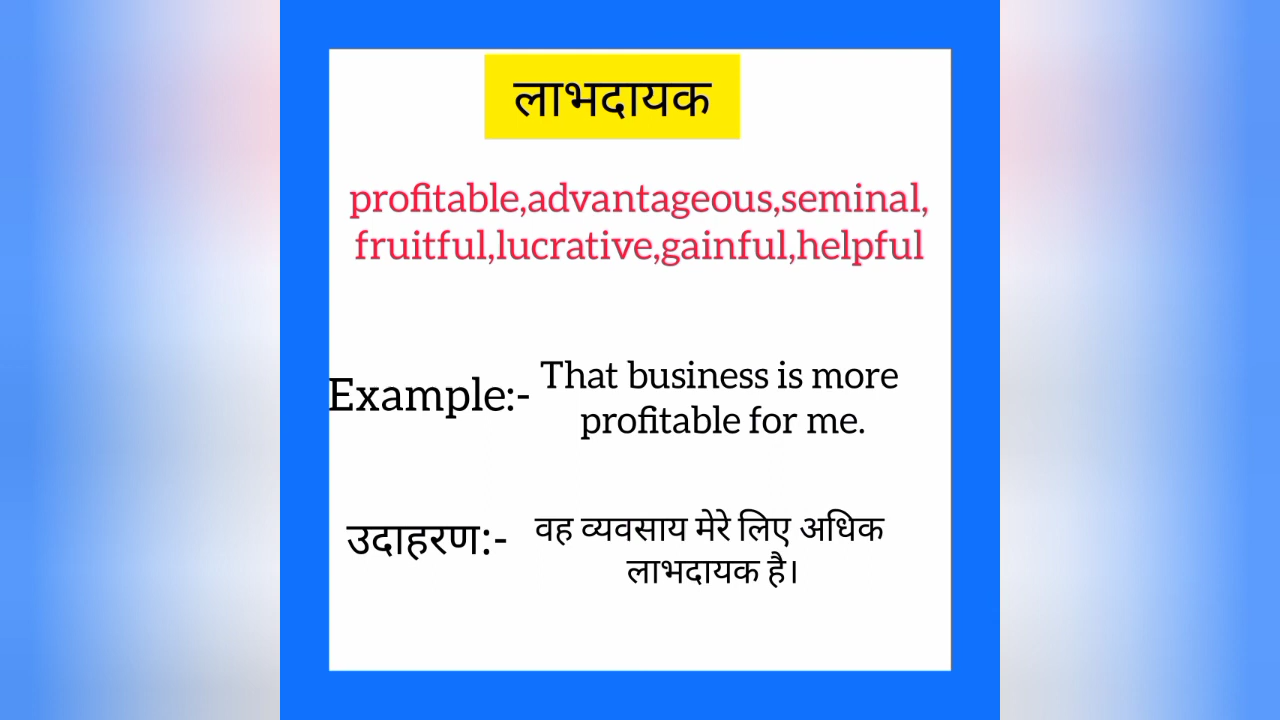 लाभदायक
profitable,advantageous,seminal,
fruitful,lucrative,gainful,helpful
Example:- That business is more
profitable for me.
उदाहरण:- वह व्यवसाय मेरे लिए अधिक
लाभदायक है।